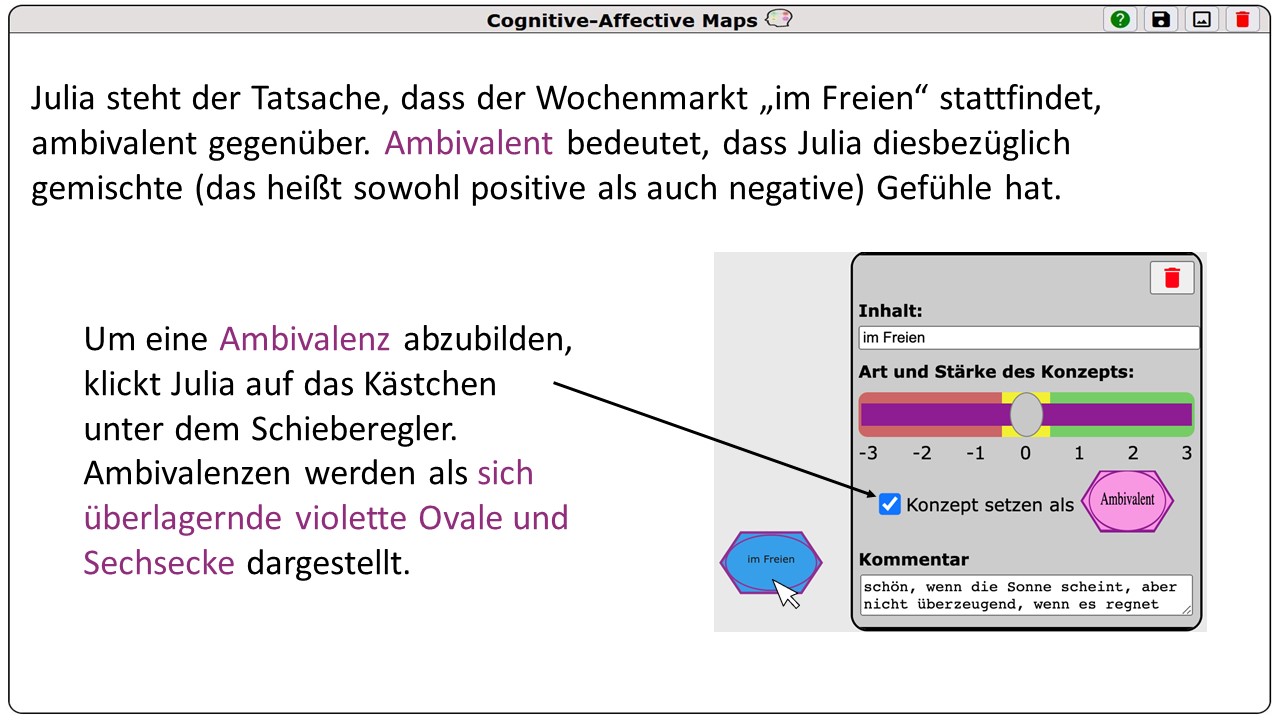 Cognitive-Affective Maps
Julia steht der Tatsache, dass der Wochenmarkt „im Freien“ stattfindet,
ambivalent gegenüber. Ambivalent bedeutet, dass Julia diesbezüglich
gemischte (das heißt sowohl positive als auch negative) Gefühle hat.
Um eine Ambivalenz abzubilden,
klickt Julia auf das Kästchen
unter dem Schieberegler.
Ambivalenzen werden als sich
überlagernde violette Ovale und
Sechsecke dargestellt.
im Freien
Inhalt:
im Freien
Art und Stärke des Konzepts:
-3 -2 -1 0 1 2 3
Konzept setzen als Ambivalent
Kommentar
schön, wenn die Sonne scheint, aber
nicht überzeugend, wenn es regnet